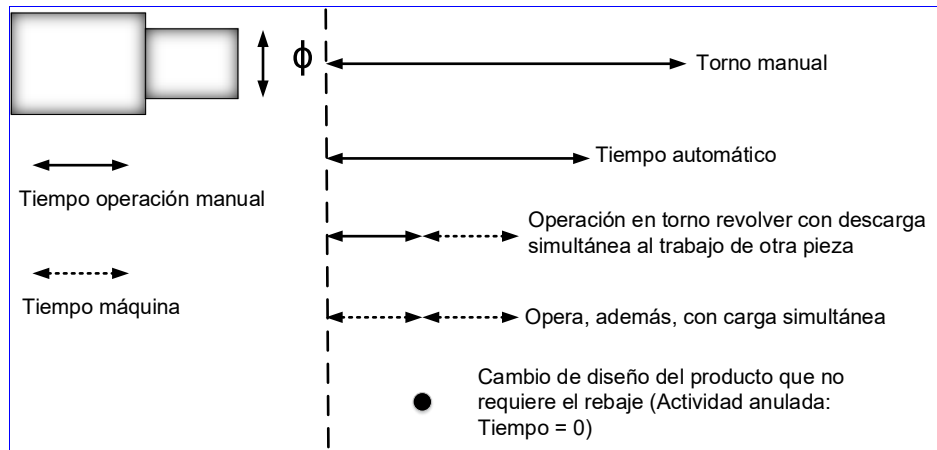 ϕ
Torno manual
Tiempo automático
Tiempo operación manual
Operación en torno revolver con descarga
simultánea al trabajo de otra pieza
Tiempo máquina
Opera, además, con carga simultánea
Cambio de diseño del producto que no
requiere el rebaje (Actividad anulada:
Tiempo = 0)